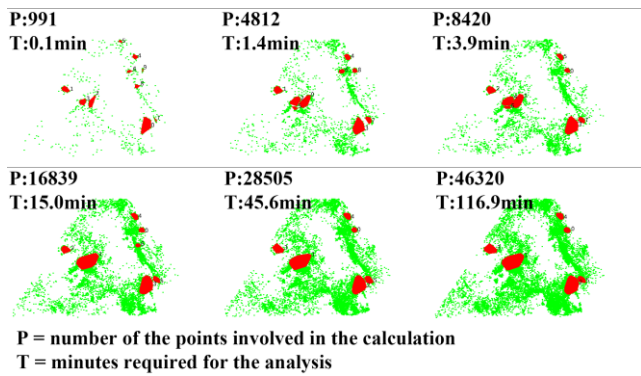 P:991
T:0.1min
P:4812
T:1.4min
P:8420
T:3.9min
P:16839
T:15.0min
P:28505
T:45.6min
P:46320
T:116.9min
P = number of the points involved in the calculation
T = minutes required for the analysis